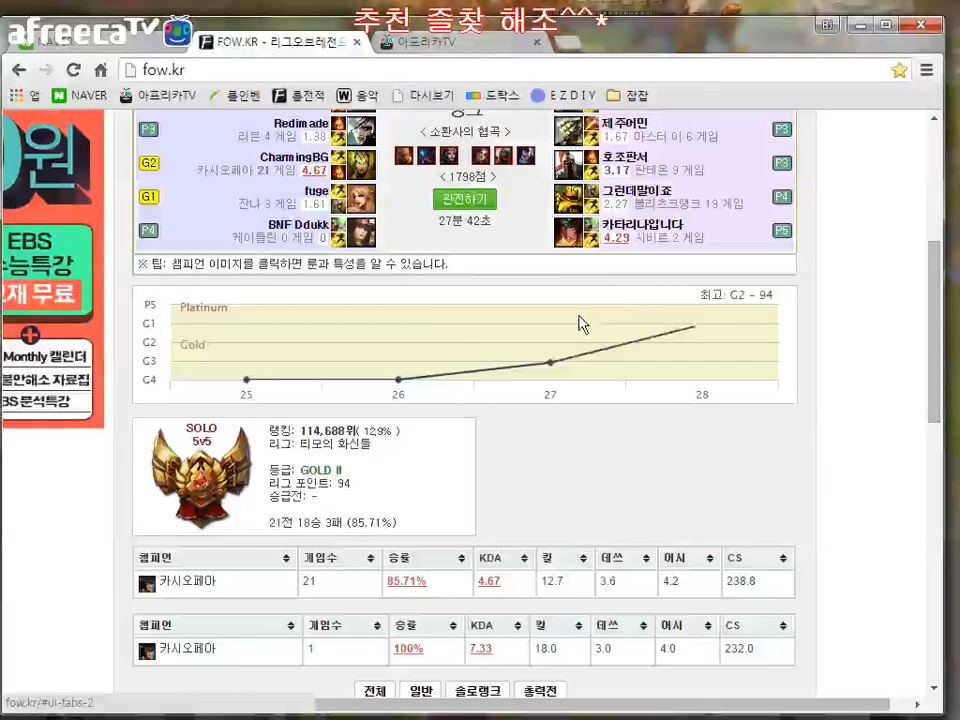 추천 즐찾 해조^^*
afreecaTV
FOW.KR - 리그오브레전드
아프리카TV
BJ
fow.kr
앱
NAVER
아프리카TV
롤인벤
롤전적
음악
다시보기
도탁스
E Z D I Y
잡잡
0원
EBS
수능특강
교재 무료
Monthly 캘린더
불안해소 자료집
EBS 분석특강
P3
Redimade
리븐 4 게임 1.38
G2
CharmingBG
카시오페아 21 게임 4.67
G1
fuge
잔나 9 게임 1.61
P4
BNF Ddukk
케이틀린 0 게임 0
랭크
< 소환사의 협곡 >
< 1798점 >
관전하기
27분 42초
제주어민
1.67 마스터 이 6 게임
P3
호조판서
3.17 판테온 9 게임
P3
그런데말이죠
2.27 블리츠크랭크 19 게임
P4
카타리나입니다
4.29 시비르 2 게임
P5
※ 팁: 챔피언 이미지를 클릭하면 룬과 특성을 알 수 있습니다.
최고: G2 - 94
P5
Platinum
G1
G2
Gold
G3
G4
25 26 27 28
SOLO
5v5
랭킹: 114,688위( 12.9% )
리그: 티모의 화신들
등급: GOLD II
리그 포인트: 94
승급전: -
21전 18승 3패 (85.71%)
챔피언 게임수 승률 KDA 킬 데쓰 어시 CS
카시오페아 21 85.71% 4.67 12.7 3.6 4.2 238.8
챔피언 게임수 승률 KDA 킬 데쓰 어시 CS
카시오페아 1 100% 7.33 18.0 3.0 4.0 232.0
전체 일반 솔로랭크 총력전
fow.kr/#ui-tabs-2